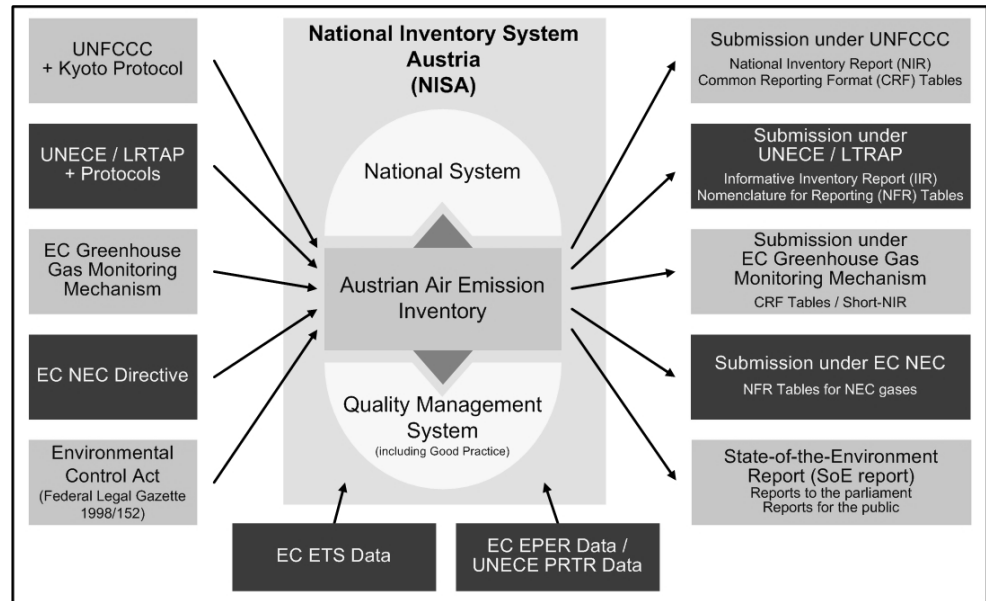 UNFCCC
+ Kyoto Protocol
UNECE / LRTAP
+ Protocols
EC Greenhouse
Gas Monitoring
Mechanism
EC NEC Directive
Environmental
Control Act
(Federal Legal Gazette
1998/152)
National Inventory System
Austria
(NISA)
National System
Austrian Air Emission
Inventory
Quality Management
System
(including Good Practice)
EC ETS Data
EC EPER Data /
UNECE PRTR Data
Submission under UNFCCC
National Inventory Report (NIR)
Common Reporting Format (CRF) Tables
Submission under
UNECE / LTRAP
Informative Inventory Report (IIR)
Nomenclature for Reporting (NFR) Tables
Submission under
EC Greenhouse Gas
Monitoring Mechanism
CRF Tables / Short-NIR
Submission under EC NEC
NFR Tables for NEC gases
State-of-the-Environment
Report (SoE report)
Reports to the parliament
Reports for the public